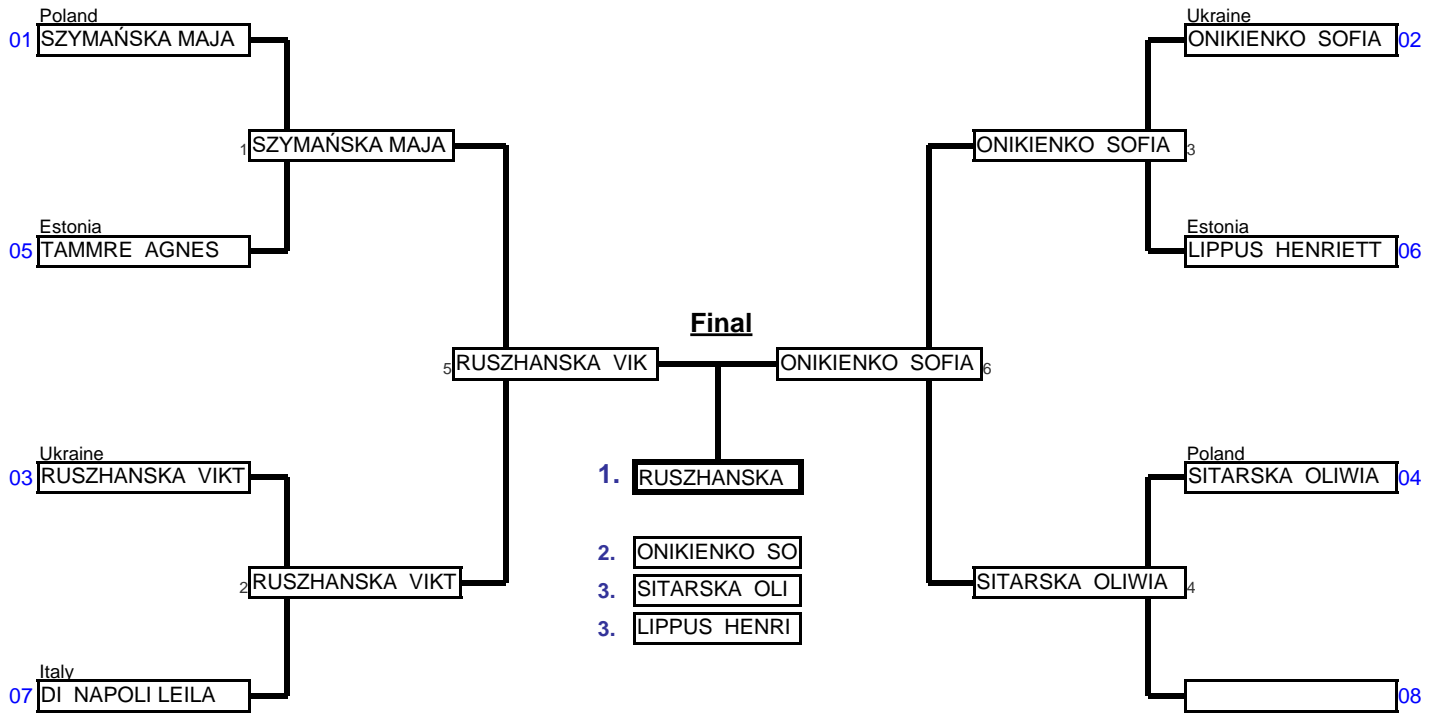 Poland
01 SZYMAŃSKA MAJA
Ukraine
ONIKIENKO SOFIA 02
1 SZYMAŃSKA MAJA
ONIKIENKO SOFIA 3
Estonia
05 TAMMRE AGNES
Estonia
LIPPUS HENRIETT 06
Final
5 RUSZHANSKA VIK
ONIKIENKO SOFIA 6
Ukraine
03 RUSZHANSKA VIKT
1. RUSZHANSKA
Poland
SITARSKA OLIWIA 04
2. ONIKIENKO SO
3. SITARSKA OLI
3. LIPPUS HENRI
2 RUSZHANSKA VIKT
SITARSKA OLIWIA 4
Italy
07 DI NAPOLI LEILA
08